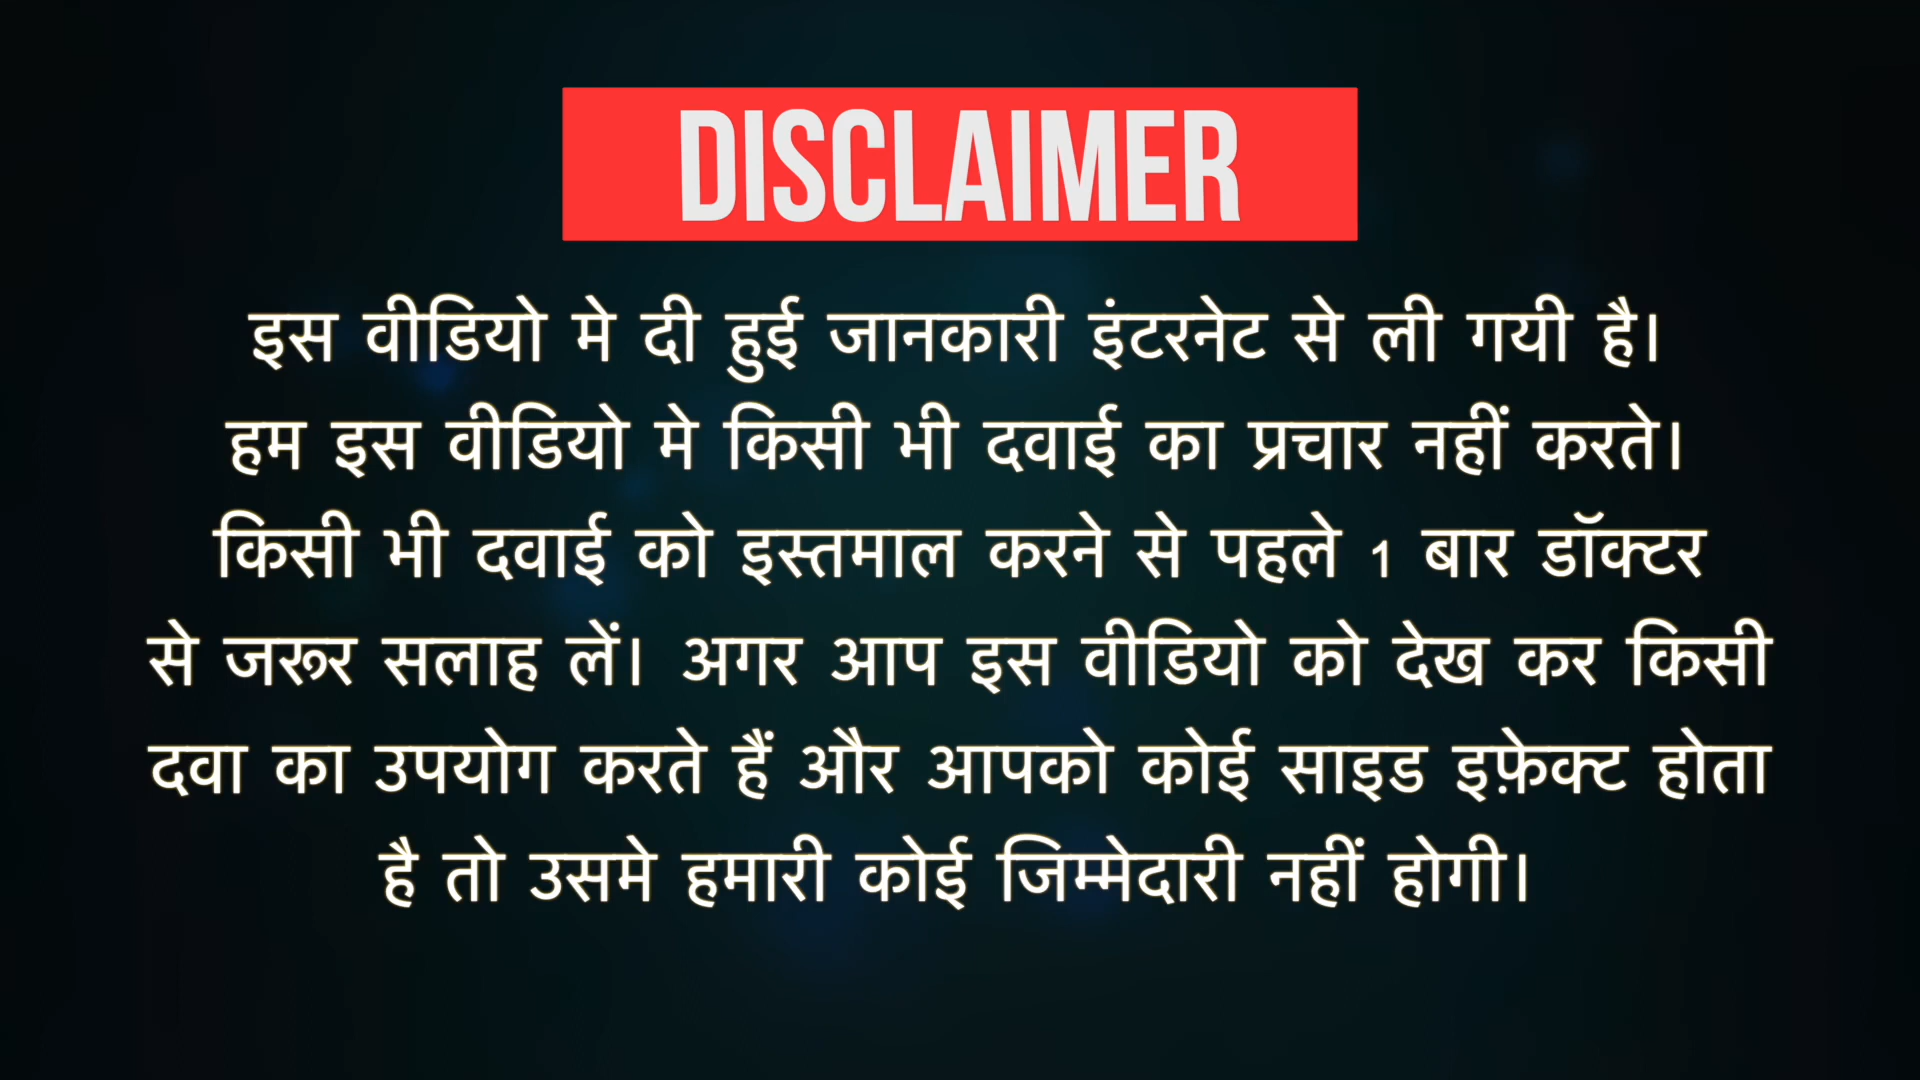 DISCLAIMER
इस वीडियो मे दी हुई जानकारी इंटरनेट से ली गयी है।
हम इस वीडियो मे किसी भी दवाई का प्रचार नहीं करते।
किसी भी दवाई को इस्तमाल करने से पहले 1 बार डॉक्टर
से जरूर सलाह लें। अगर आप इस वीडियो को देख कर किसी
दवा का उपयोग करते हैं और आपको कोई साइड इफ़ेक्ट होता
है तो उसमे हमारी कोई जिम्मेदारी नहीं होगी।